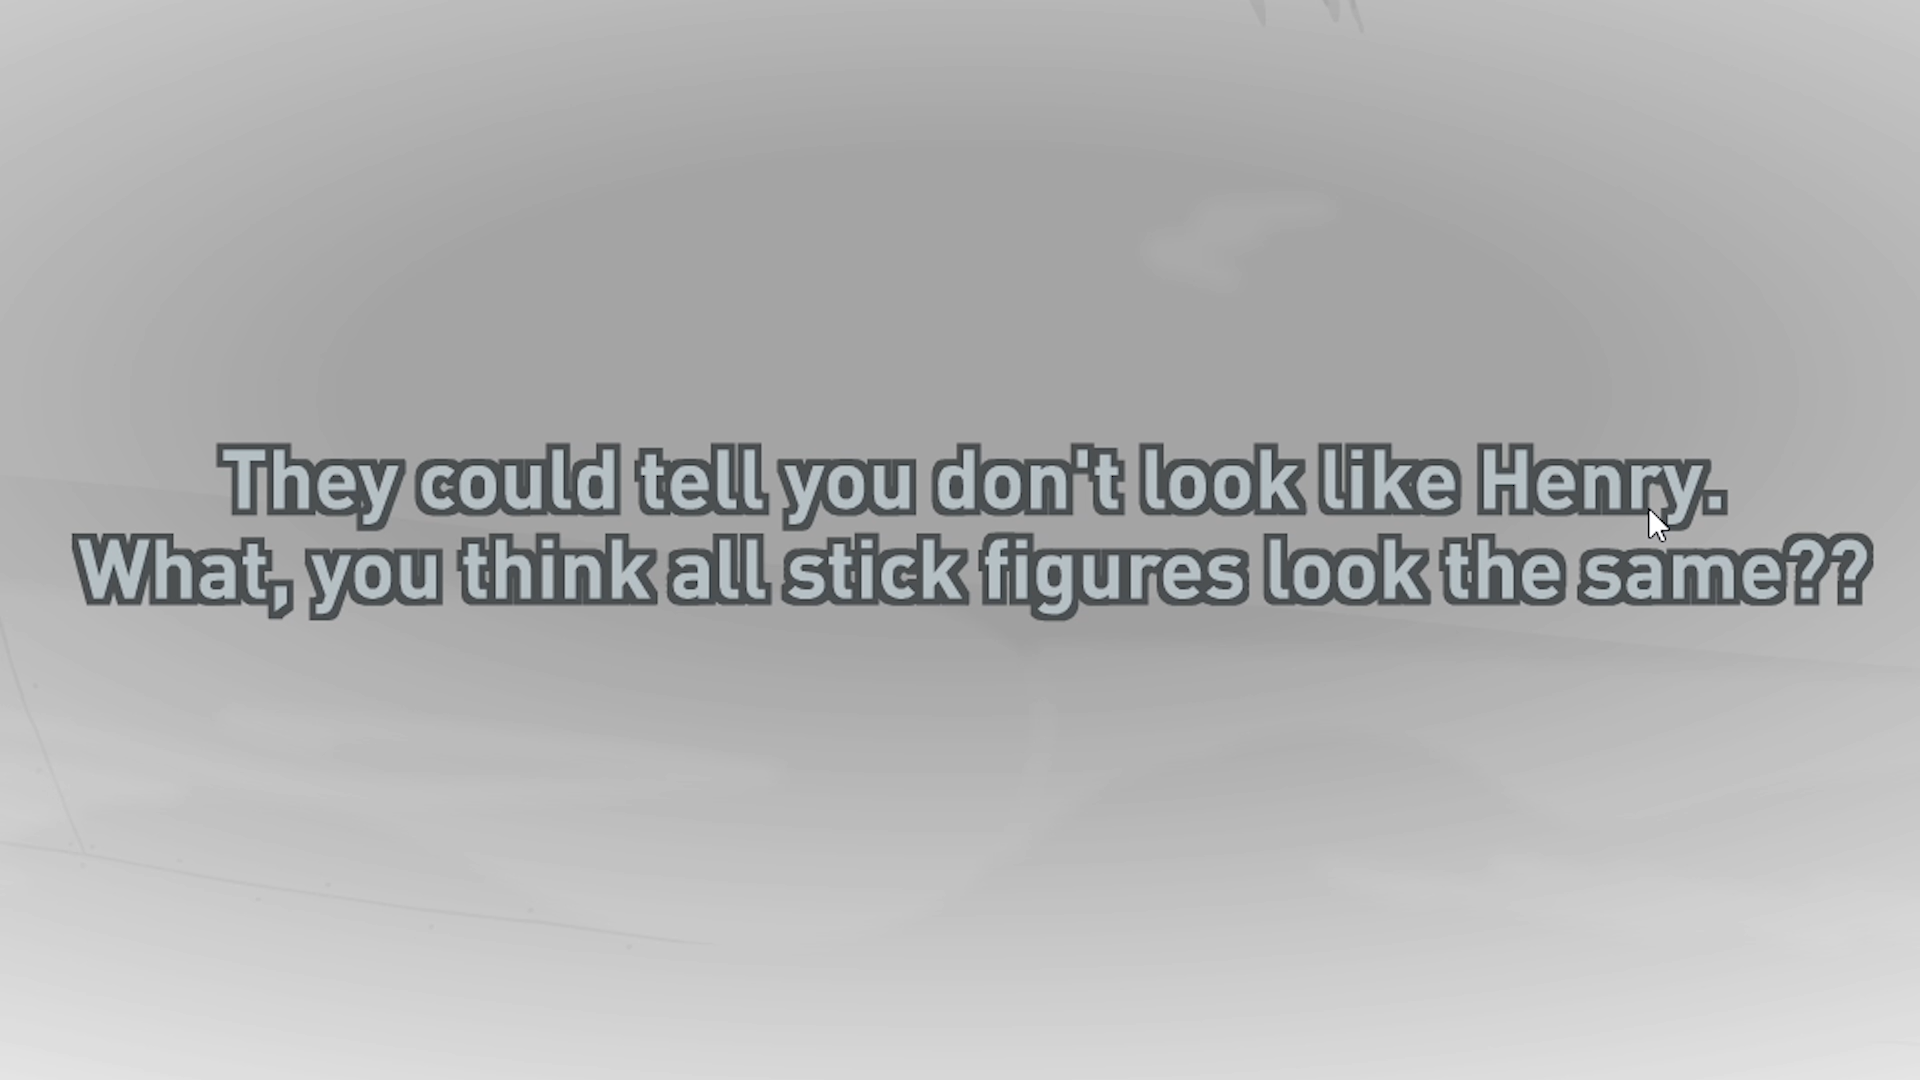 They could tell you don't look like Henry.
What, you think all stick figures look the same??